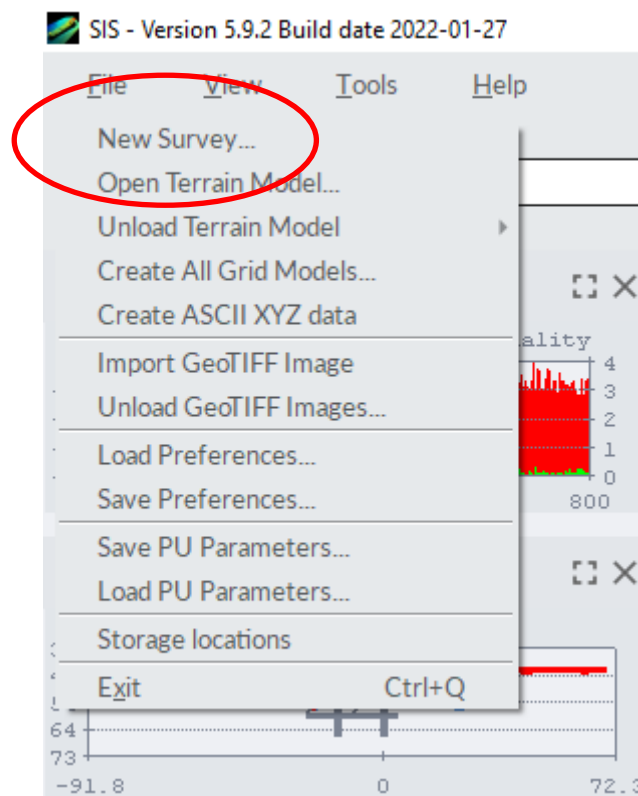 SIS - Version 5.9.2 Build date 2022-01-27
File View Tools Help
New Survey...
Open Terrain Model...
Unload Terrain Model
Create All Grid Models...
Create ASCII XYZ data
Import GeoTIFF Image
Unload GeoTIFF Images...
Load Preferences...
Save Preferences...
Save PU Parameters...
Load PU Parameters...
Storage locations
Exit Ctrl+Q
ality
4
3
2
1
0
800
64
73
-91.8 0 72.3